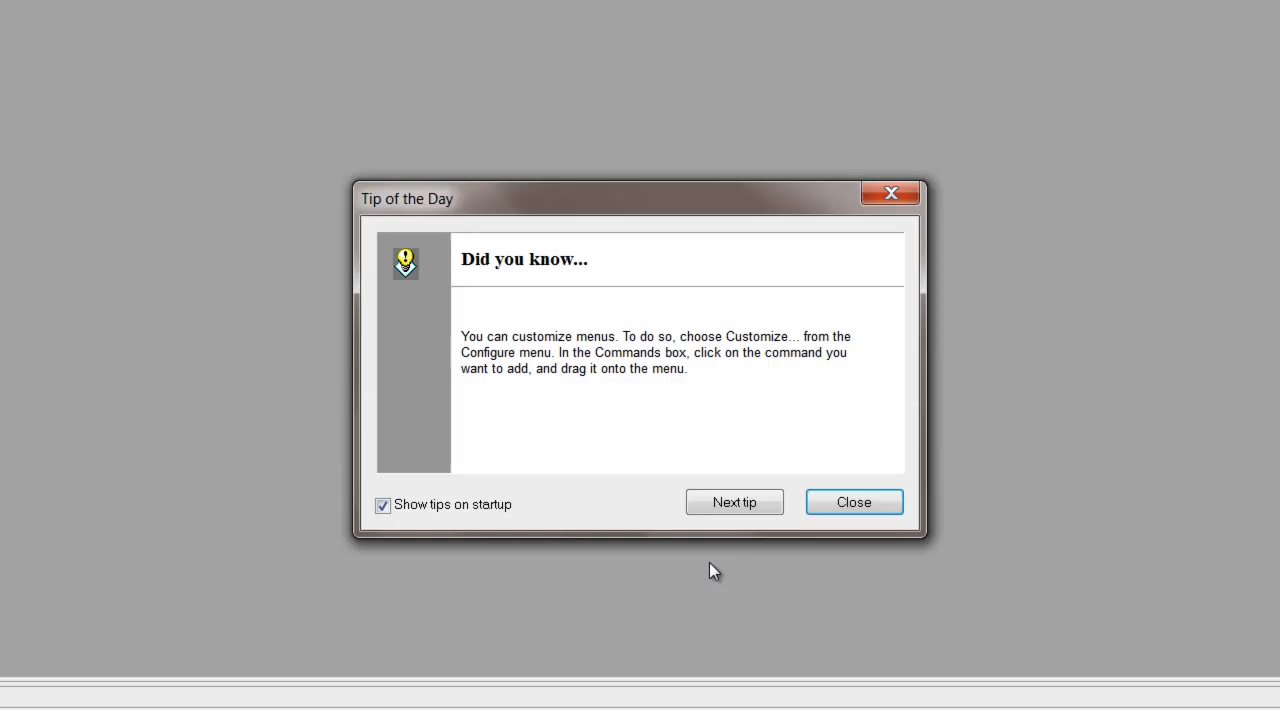 Tip of the Day
Did you know...
You can customize menus. To do so, choose Customize... from the
Configure menu. In the Commands box, click on the command you
want to add, and drag it onto the menu.
Show tips on startup
Next tip
Close